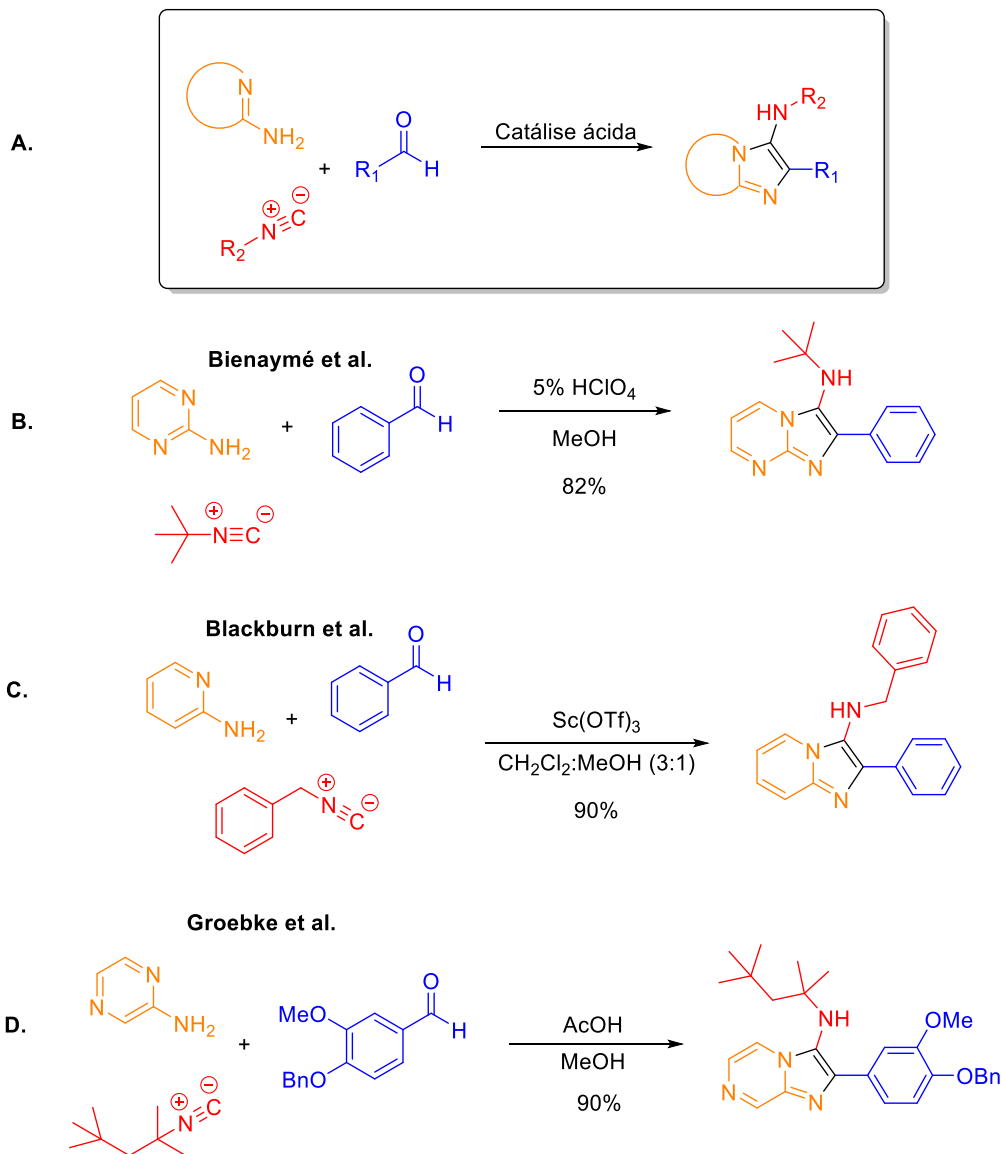 A.
N
NH2
+
O
R1
H
R2
N
C
Catálise ácida
HN
R2
N
N
R1
B.
Bienaymé et al.
N
N
NH2
+
O
H
N
C
5% HClO4
MeOH
82%
NH
N
N
N
C.
Blackburn et al.
N
NH2
+
O
H
N
C
Sc(OTf)3
CH2Cl2:MeOH (3:1)
90%
HN
N
N
D.
Groebke et al.
N
N
NH2
+
MeO
BnO
O
H
N
C
AcOH
MeOH
90%
NH
N
N
N
OMe
OBn